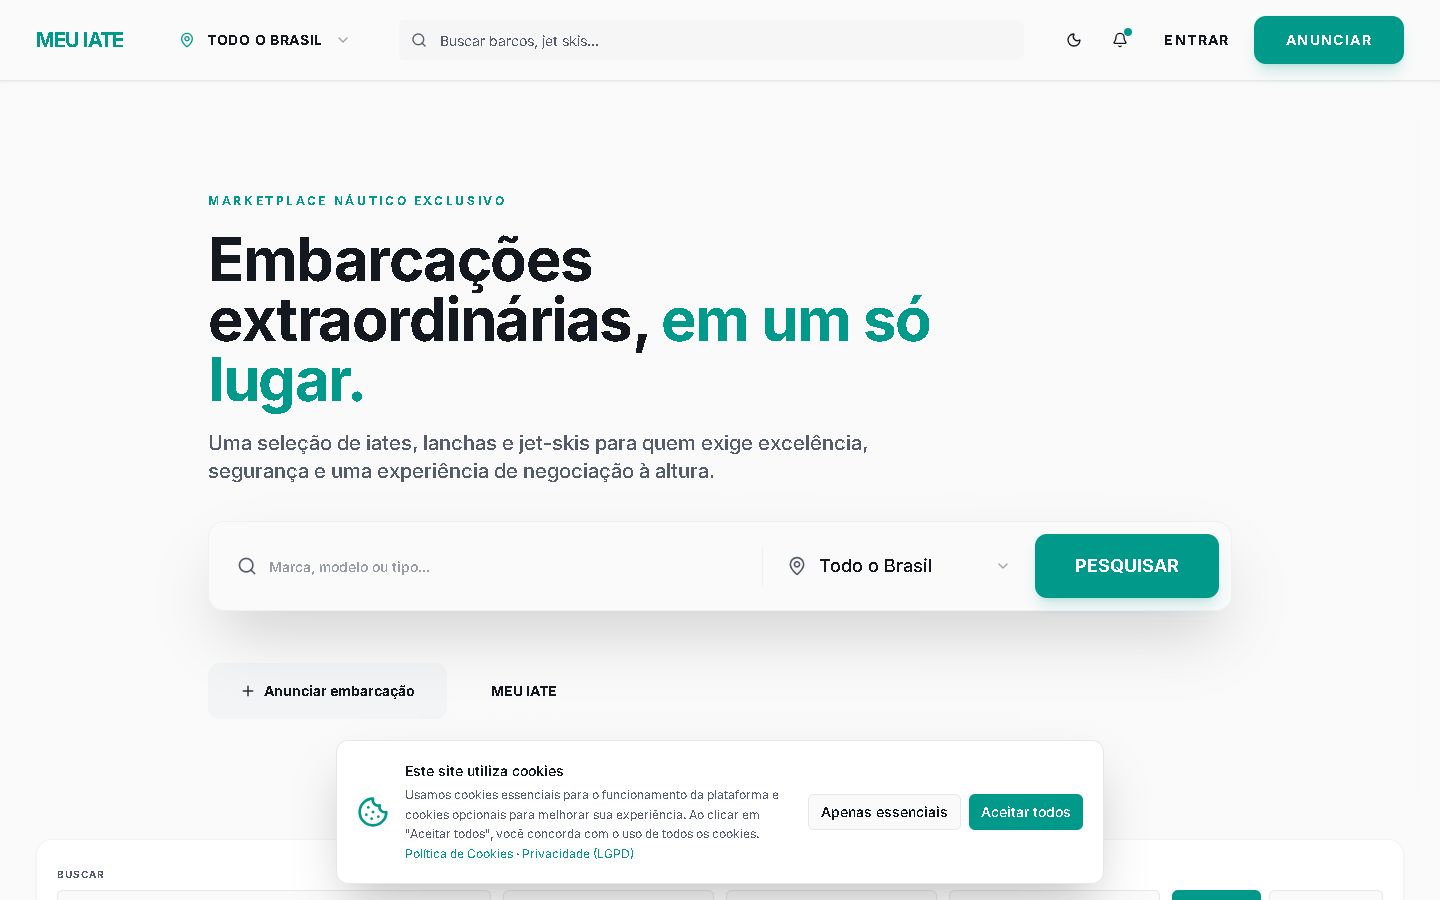 MEU IATE
TODO O BRASIL
Buscar barcos, jet skis...
ENTRAR
ANUNCIAR
MARKETPLACE NÁUTICO EXCLUSIVO
Embarcações
extraordinárias, em um só
lugar.
Uma seleção de iates, lanchas e jet-skis para quem exige excelência,
segurança e uma experiência de negociação à altura.
Marca, modelo ou tipo...
Todo o Brasil
PESQUISAR
Anunciar embarcação
MEU IATE
Este site utiliza cookies
Usamos cookies essenciais para o funcionamento da plataforma e
cookies opcionais para melhorar sua experiência. Ao clicar em
"Aceitar todos", você concorda com o uso de todos os cookies.
Política de Cookies · Privacidade (LGPD)
Apenas essenciais
Aceitar todos
BUSCAR